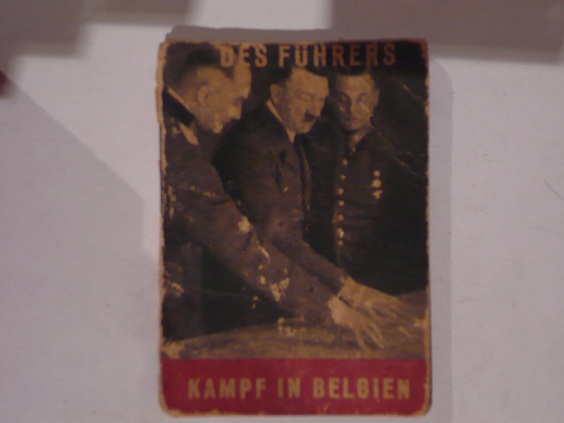 DES FÜHRERS
KAMPF IN BELGIEN